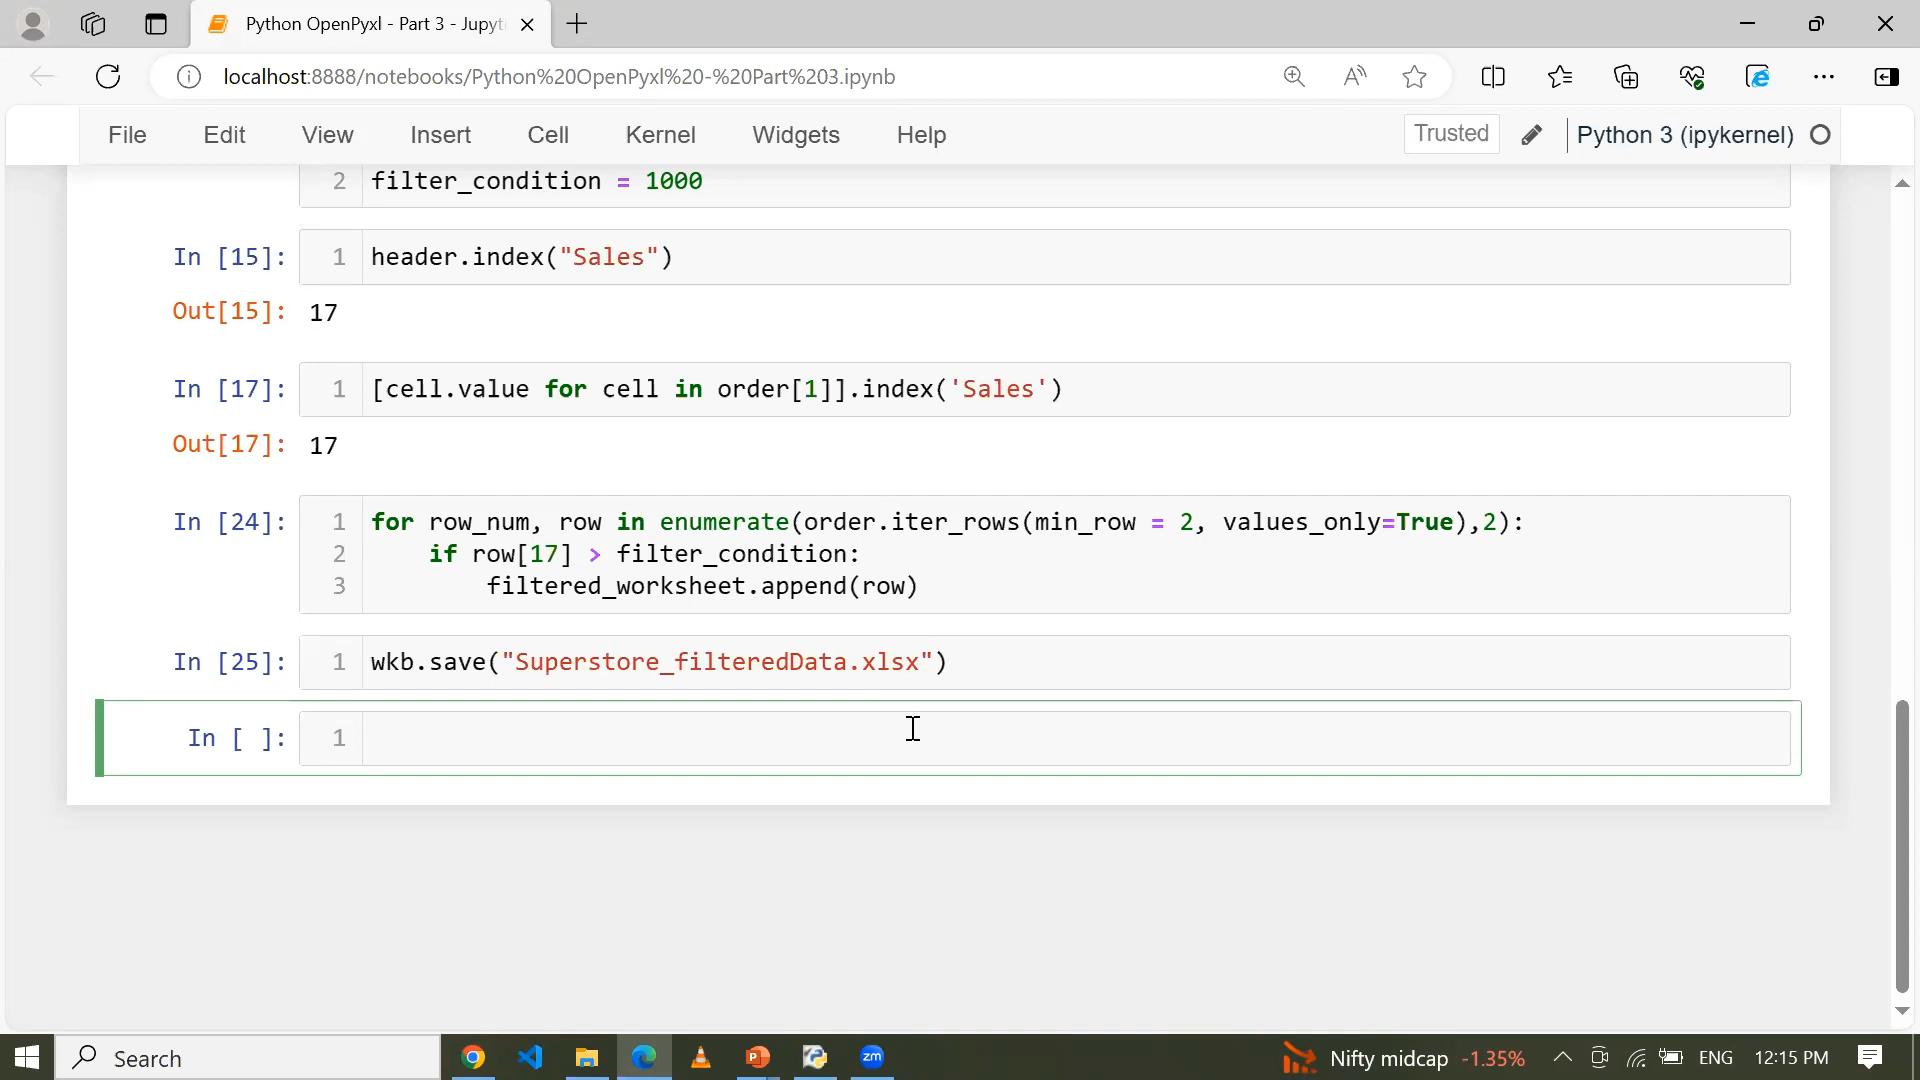 Python OpenPyxl - Part 3 - Jupyt
localhost:8888/notebooks/Python%20OpenPyxl%20-%20Part%203.ipynb
File Edit View Insert Cell Kernel Widgets Help Trusted Python 3 (ipykernel)
2 filter_condition = 1000
In [15]: 1 header.index("Sales")
Out[15]: 17
In [17]: 1 [cell.value for cell in order[1]].index('Sales')
Out[17]: 17
In [24]: 1 for row_num, row in enumerate(order.iter_rows(min_row = 2, values_only=True),2):
2     if row[17] > filter_condition:
3         filtered_worksheet.append(row)
In [25]: 1 wkb.save("Superstore_filteredData.xlsx")
In [ ]: 1
Search zm Nifty midcap -1.35% ENG 12:15 PM